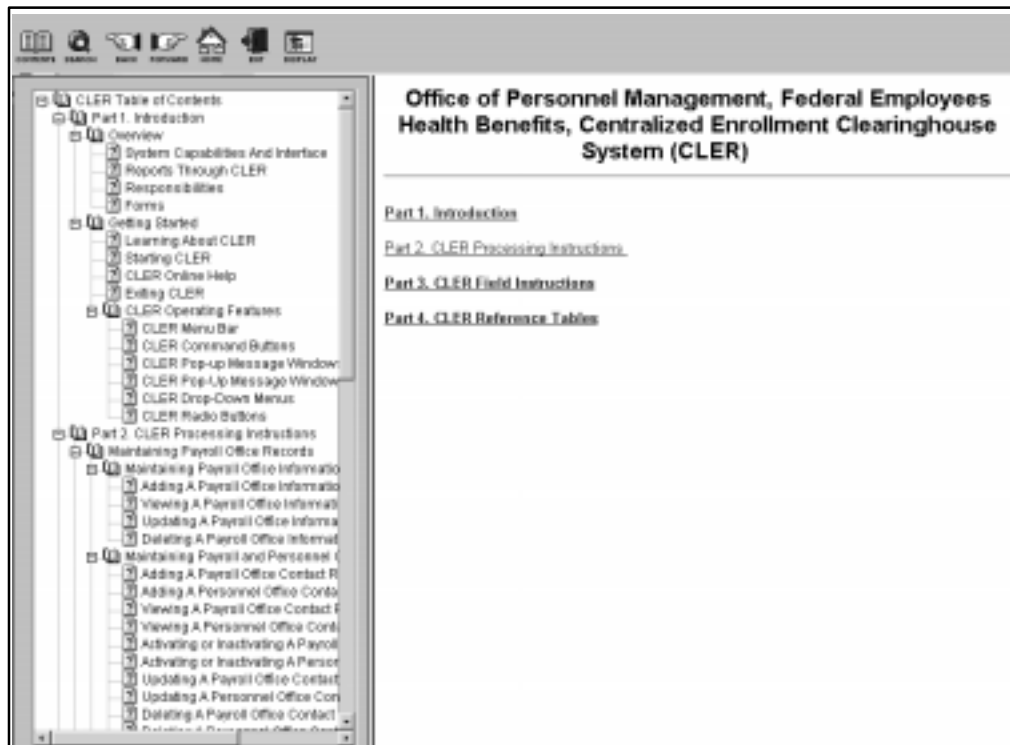 CONTENTS SEARCH BACK FORWARD HOME EXIT DISPLAY
CLER Table of Contents
Part 1. Introduction
Overview
System Capabilities And Interface
Reports Through CLER
Responsibilities
Forms
Getting Started
Learning About CLER
Starting CLER
CLER Online Help
Exiting CLER
CLER Operating Features
CLER Menu Bar
CLER Command Buttons
CLER Pop-up Message Window
CLER Pop-Up Message Window
CLER Drop-Down Menus
CLER Radio Buttons
Part 2. CLER Processing Instructions
Maintaining Payroll Office Records
Maintaining Payroll Office Informatio
Adding A Payroll Office Informatio
Viewing A Payroll Office Informati
Updating A Payroll Office Informa
Deleting A Payroll Office Informat
Maintaining Payroll and Personnel
Adding A Payroll Office Contact R
Adding A Personnel Office Conta
Viewing A Payroll Office Contact
Viewing A Personnel Office Conta
Activating or Inactivating A Payroll
Activating or Inactivating A Person
Updating A Payroll Office Contact
Updating A Personnel Office Con
Deleting A Payroll Office Contact
Office of Personnel Management, Federal Employees
Health Benefits, Centralized Enrollment Clearinghouse
System (CLER)
Part 1. Introduction
Part 2. CLER Processing Instructions
Part 3. CLER Field Instructions
Part 4. CLER Reference Tables